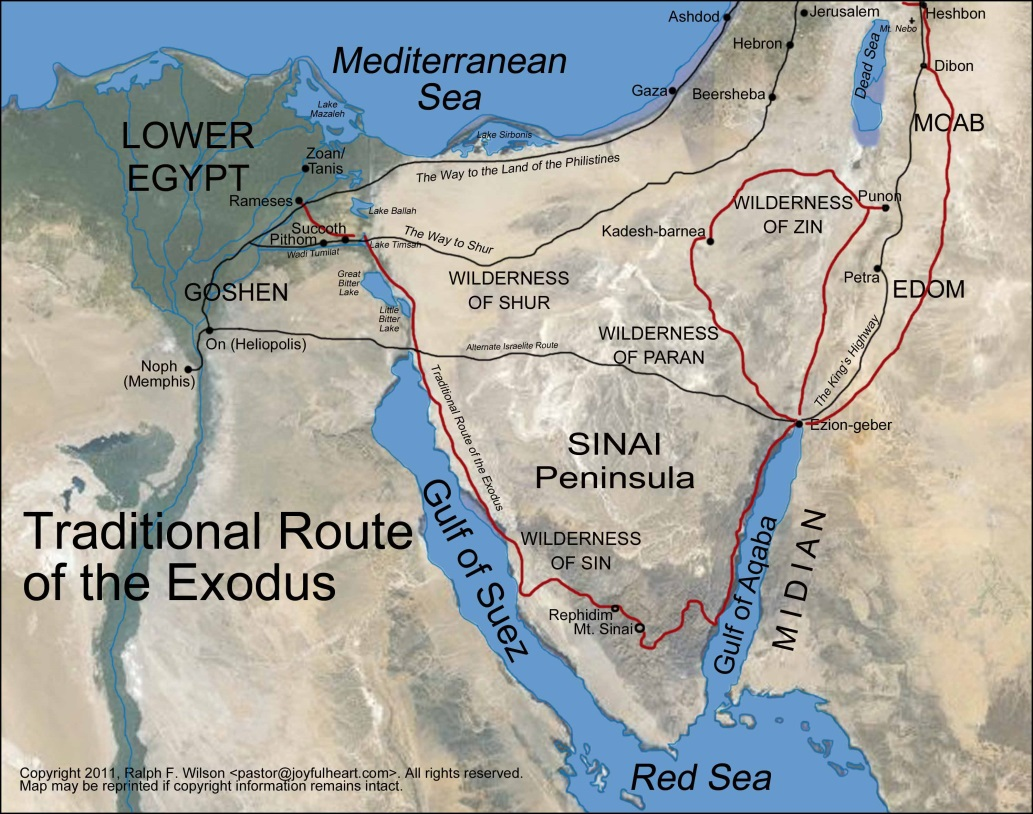 Ashdod
Jerusalem
Heshbon
Mt. Nebo
Hebron
Dead Sea
Mediterranean
Sea
Dibon
Gaza
Beersheba
Lake
Mazaleh
MOAB
LOWER
EGYPT
Lake Sirbonis
Zoan/
Tanis
The Way to the Land of the Philistines
Rameses
Punon
WILDERNESS
OF ZIN
Lake Ballah
Succoth
Kadesh-barnea
The Way to Shur
Pithom
Lake Timsah
Wadi Tumilat
Great
Bitter
Lake
WILDERNESS
OF SHUR
Petra
EDOM
GOSHEN
Little
Bitter
Lake
WILDERNESS
OF PARAN
On (Heliopolis)
Alternate Israelite Route
The King's Highway
Noph
(Memphis)
Traditional Route of the Exodus
Ezion-geber
SINAI
Peninsula
Gulf of Suez
Traditional Route
of the Exodus
WILDERNESS
OF SIN
Gulf of Aqaba
MIDIAN
Rephidim
Mt. Sinai
Red Sea
Copyright 2011, Ralph F. Wilson <pastor@joyfulheart.com>. All rights reserved.
Map may be reprinted if copyright information remains intact.